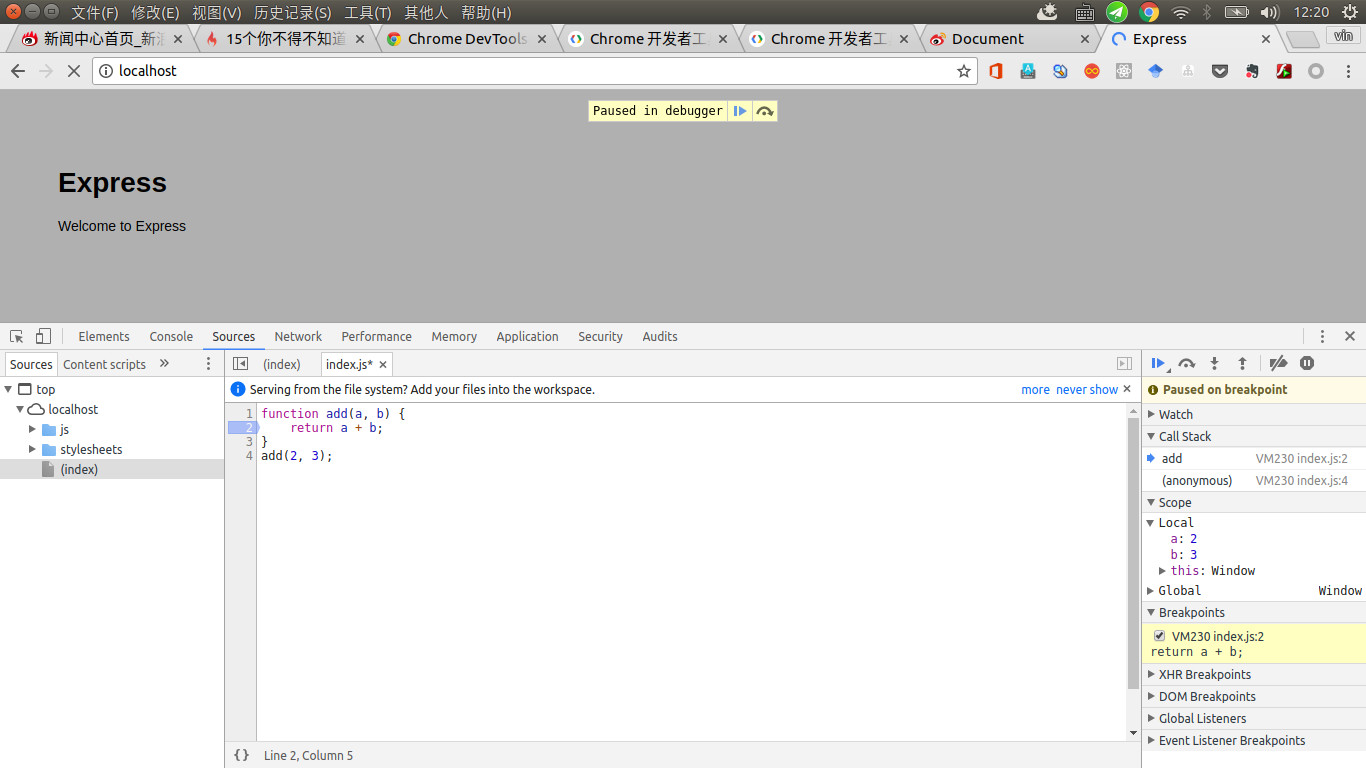 文件(F) 修改(E) 视图(V) 历史记录(S) 工具(T) 其他人 帮助(H) 12:20
新闻中心首页_新浪 15个你不得不知道 Chrome DevTools Chrome 开发者工 Chrome 开发者工 Document Express vin
localhost
Paused in debugger
Express
Welcome to Express
Elements Console Sources Network Performance Memory Application Security Audits
Sources Content scripts » (index) index.js* ×
top
localhost
js
stylesheets
(index)
Serving from the file system? Add your files into the workspace. more never show ×
1 function add(a, b) {
2 return a + b;
3 }
4 add(2, 3);
{} Line 2, Column 5
Paused on breakpoint
Watch
Call Stack
add VM230 index.js:2
(anonymous) VM230 index.js:4
Scope
Local
a: 2
b: 3
this: Window
Global Window
Breakpoints
VM230 index.js:2
return a + b;
XHR Breakpoints
DOM Breakpoints
Global Listeners
Event Listener Breakpoints